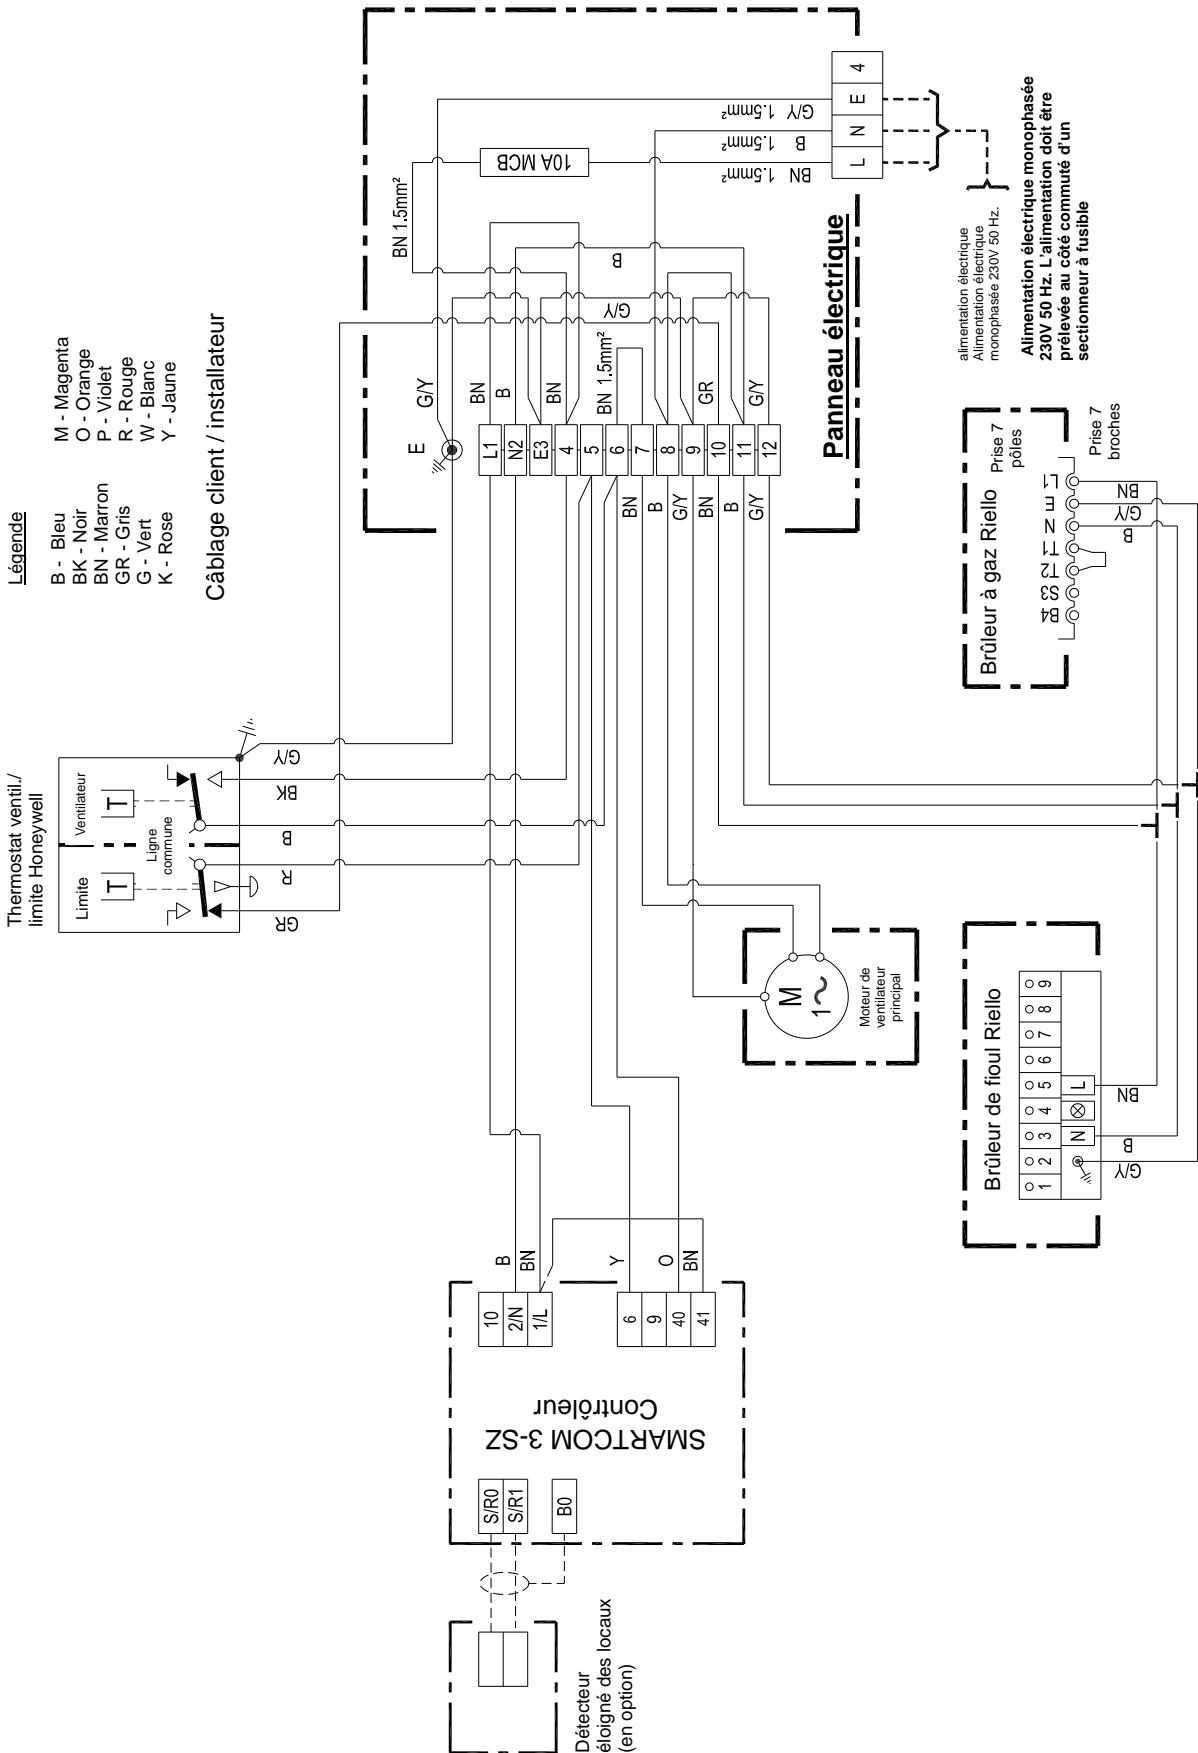 Légende
B - Bleu
BK - Noir
BN - Marron
GR - Gris
G - Vert
K - Rose
M - Magenta
O - Orange
P - Violet
R - Rouge
W - Blanc
Y - Jaune
Câblage client / installateur
Thermostat ventil./
limite Honeywell
Limite
Ventilateur
T
T
Ligne
commune
GR
R
B
BK
G/Y
Panneau électrique
E
G/Y
BN
B
BN
BN 1.5mm²
BN 1.5mm²
10A MCB
G/Y
B
GR
G/Y
L1
N2
E3
4
5
6
7
8
9
10
11
12
BN
B
G/Y
BN
B
G/Y
BN 1.5mm²
B 1.5mm²
G/Y 1.5mm²
L
N
E
4
alimentation électrique
Alimentation électrique
monophasée 230V 50 Hz.
Alimentation électrique monophasée
230V 50 Hz. L'alimentation doit être
prélevée au côté commuté d'un
sectionneur à fusible
Brûleur à gaz Riello
Prise 7
pôles
Prise 7
broches
B4
S3
T2
T1
N
E
L1
B
G/Y
BN
Moteur de
ventilateur
principal
M
1~
Brûleur de fioul Riello
1
2
3
4
5
6
7
8
9
N
L
G/Y
B
BN
SMARTCOM 3-SZ
Contrôleur
10
2/N
1/L
B
BN
6
9
40
41
Y
O
BN
S/R0
S/R1
B0
Détecteur
éloigné des locaux
(en option)